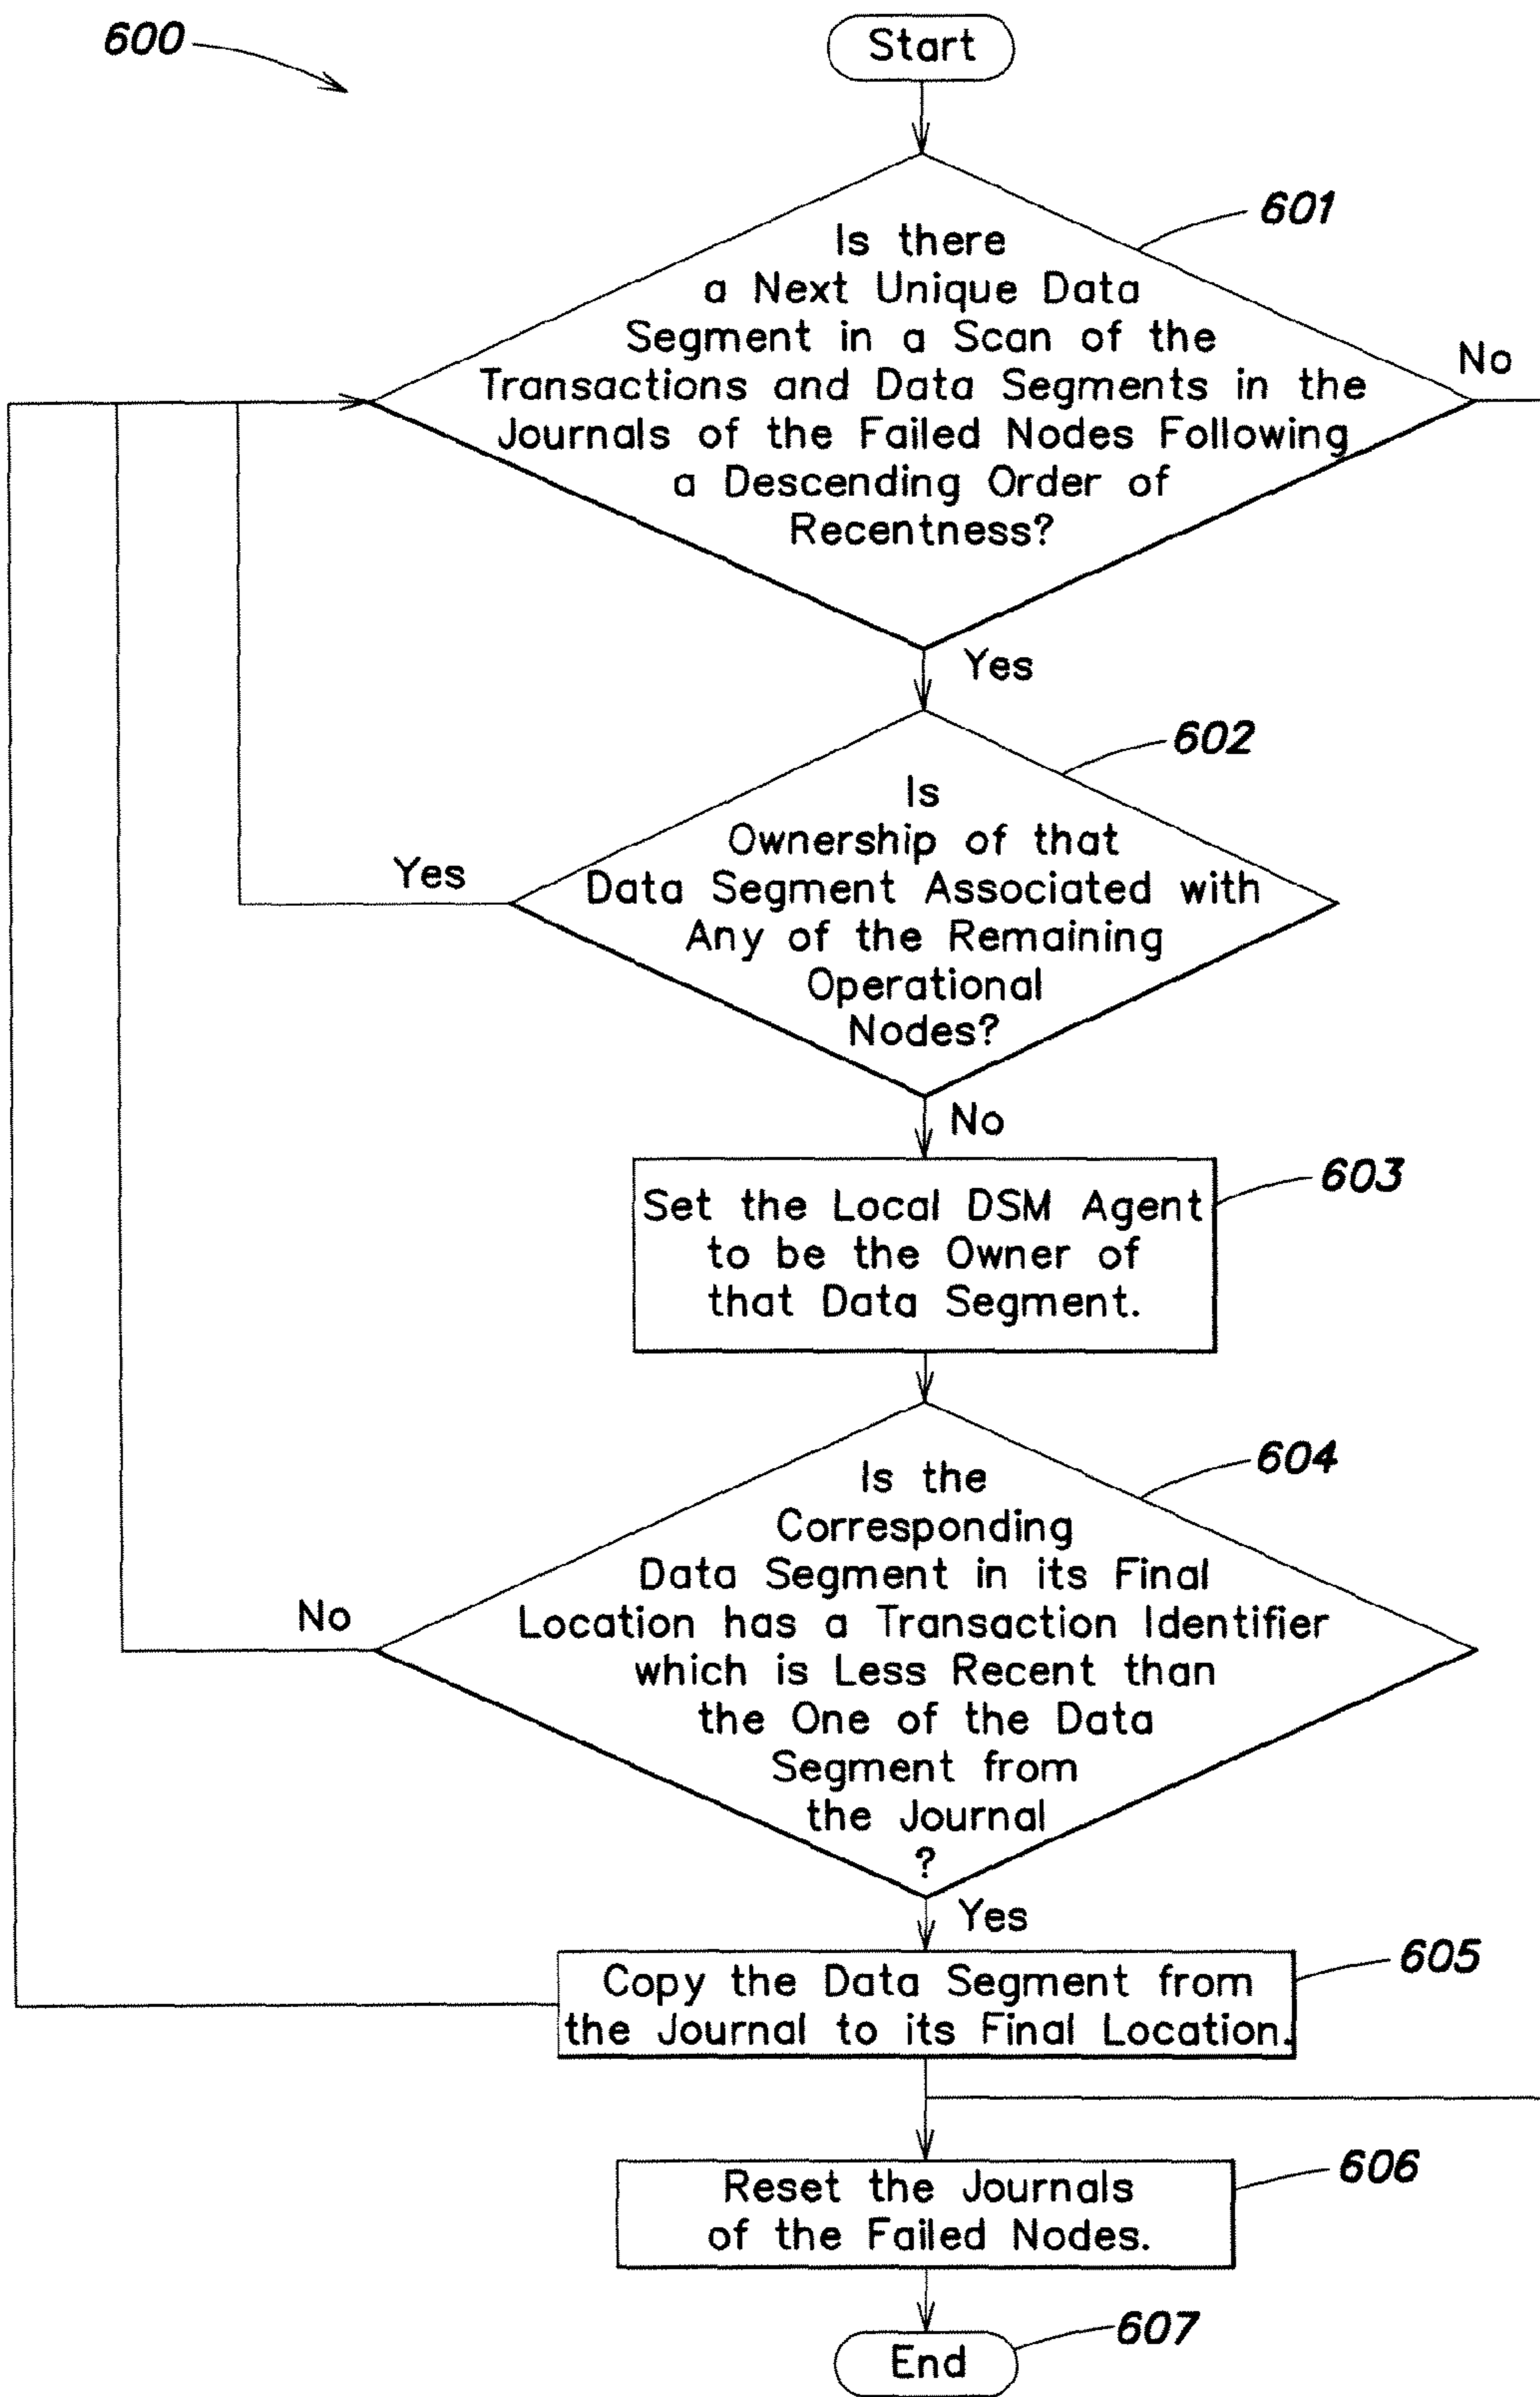 600
Start
601
Is there
a Next Unique Data
Segment in a Scan of the
Transactions and Data Segments in the
Journals of the Failed Nodes Following
a Descending Order of
Recentness?
No
Yes
602
Is
Ownership of that
Data Segment Associated with
Any of the Remaining
Operational
Nodes?
Yes
No
603
Set the Local DSM Agent
to be the Owner of
that Data Segment.
604
Is the
Corresponding
Data Segment in its Final
Location has a Transaction Identifier
which is Less Recent than
the One of the Data
Segment from
the Journal
?
No
Yes
605
Copy the Data Segment from
the Journal to its Final Location.
606
Reset the Journals
of the Failed Nodes.
607
End